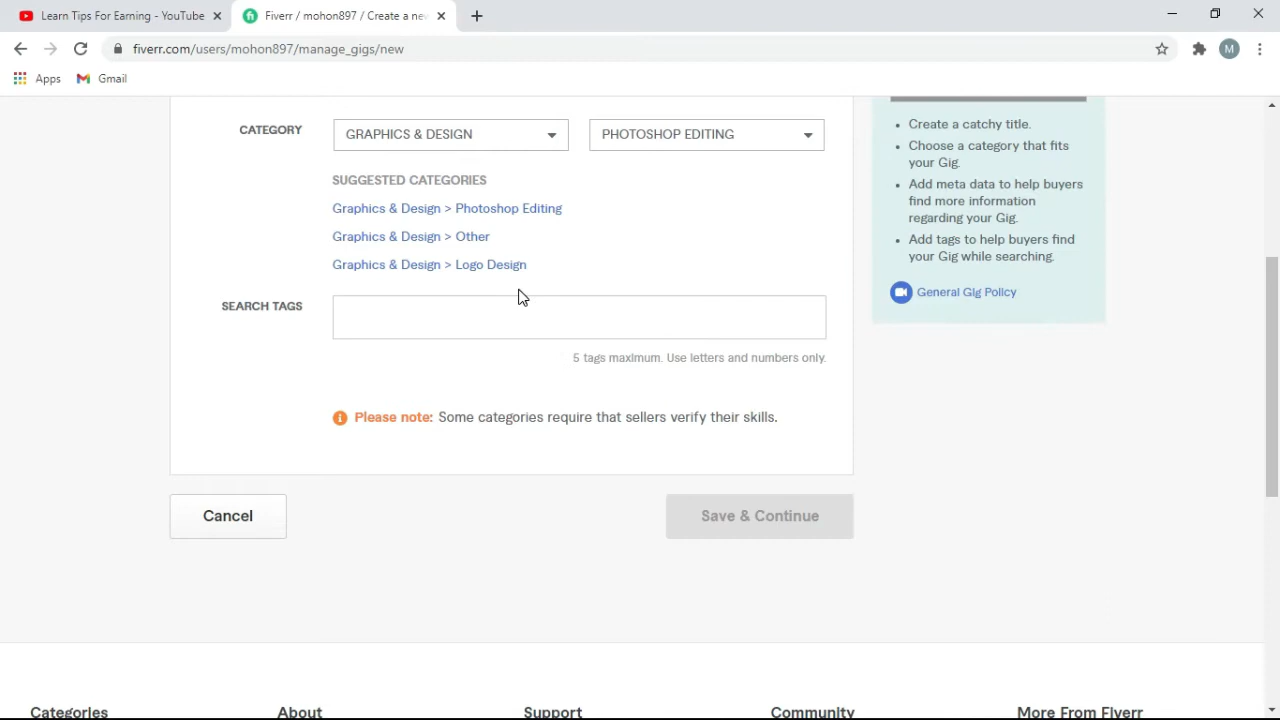 Learn Tips For Earning - YouTube
Fiverr / mohon897 / Create a nev
fiverr.com/users/mohon897/manage_gigs/new
M
Apps
Gmail
CATEGORY
GRAPHICS & DESIGN
PHOTOSHOP EDITING
SUGGESTED CATEGORIES
Graphics & Design > Photoshop Editing
Graphics & Design > Other
Graphics & Design > Logo Design
SEARCH TAGS
5 tags maximum. Use letters and numbers only.
Please note: Some categories require that sellers verify their skills.
Cancel
Save & Continue
Create a catchy title.
Choose a category that fits
your Gig.
Add meta data to help buyers
find more information
regarding your Gig.
Add tags to help buyers find
your Gig while searching.
General Gig Policy
Categories
About
Support
Community
More From Fiverr